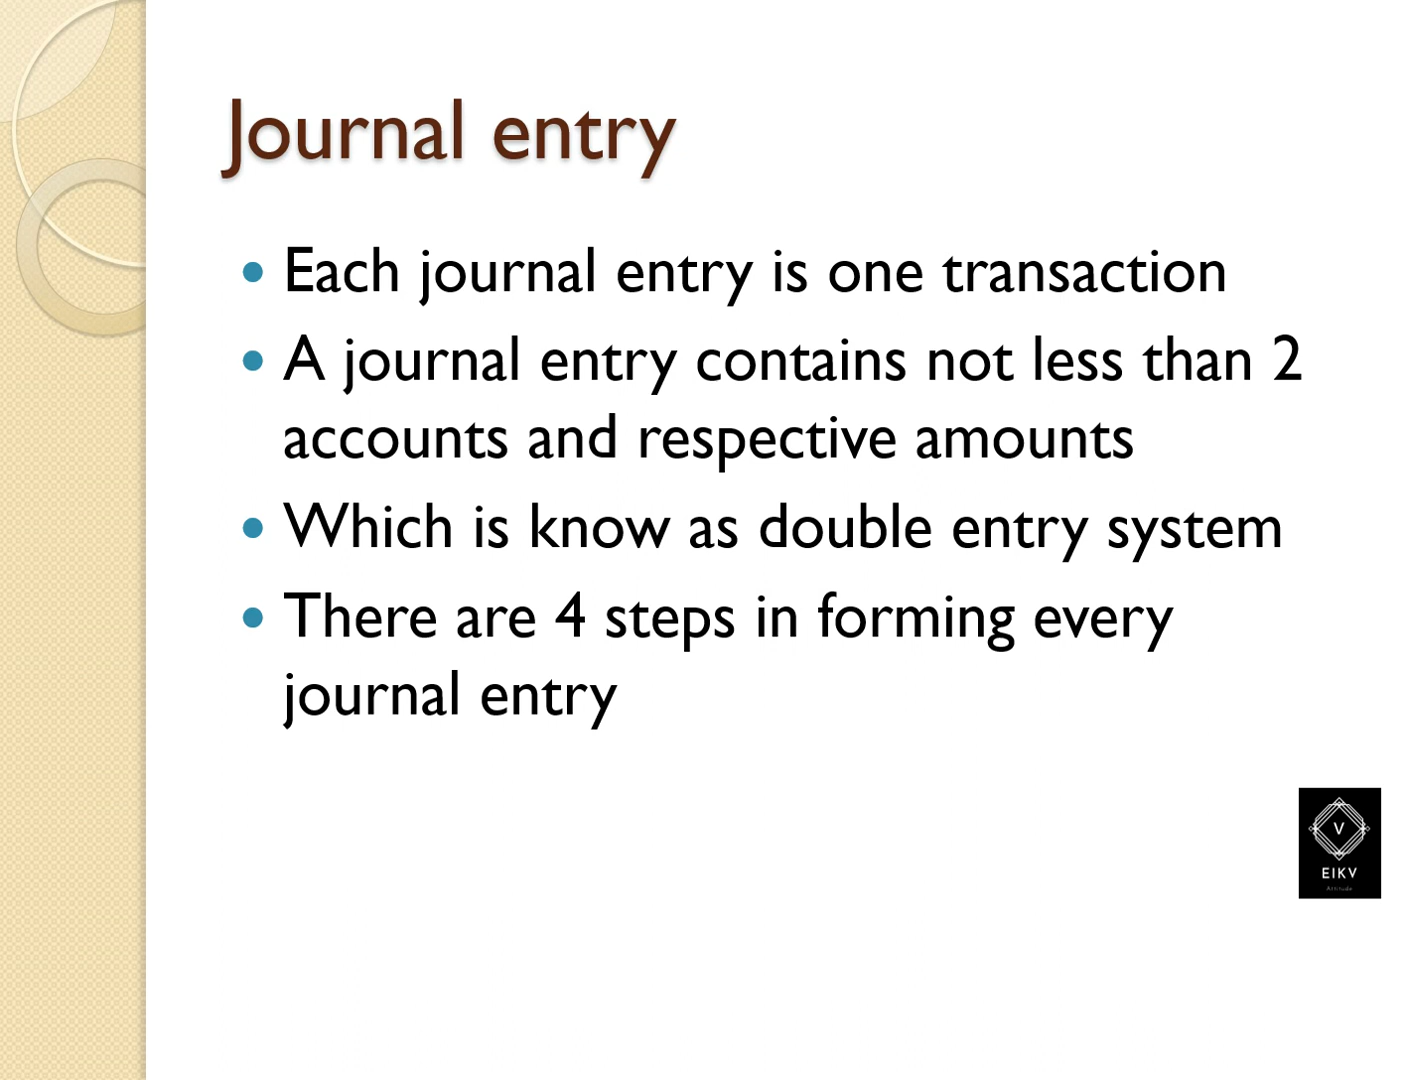 Journal entry
Each journal entry is one transaction
A journal entry contains not less than 2
accounts and respective amounts
Which is know as double entry system
There are 4 steps in forming every
journal entry
V
EIKV
Attitude